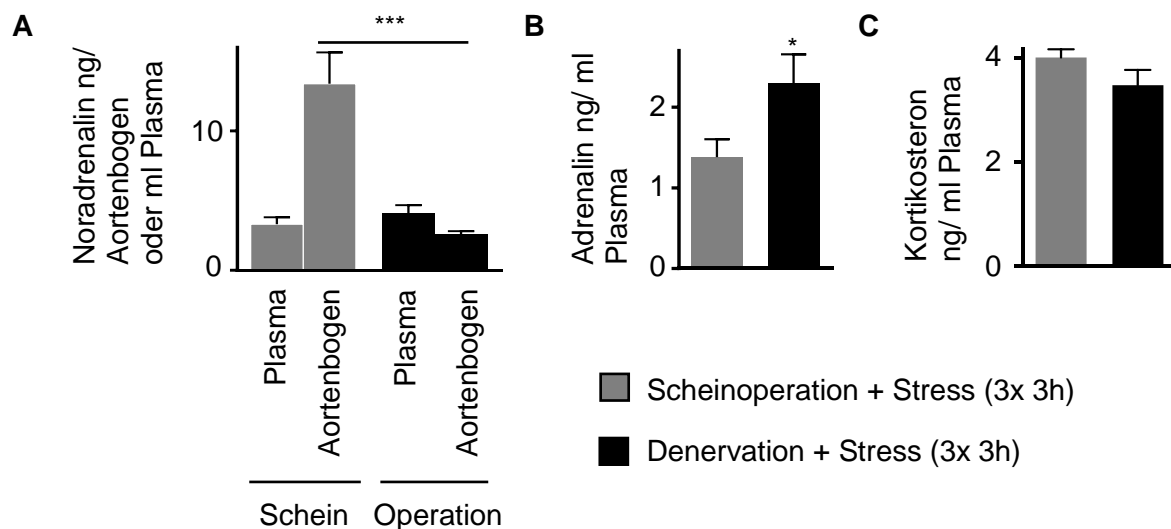 A
Noradrenalin ng/
Aortenbogen
oder ml Plasma
10
0
***
Plasma
Aortenbogen
Plasma
Aortenbogen
Schein
Operation
B
Adrenalin ng/ ml
Plasma
2
1
0
*
C
Kortikosteron
ng/ ml Plasma
4
2
0
Scheinoperation + Stress (3x 3h)
Denervation + Stress (3x 3h)